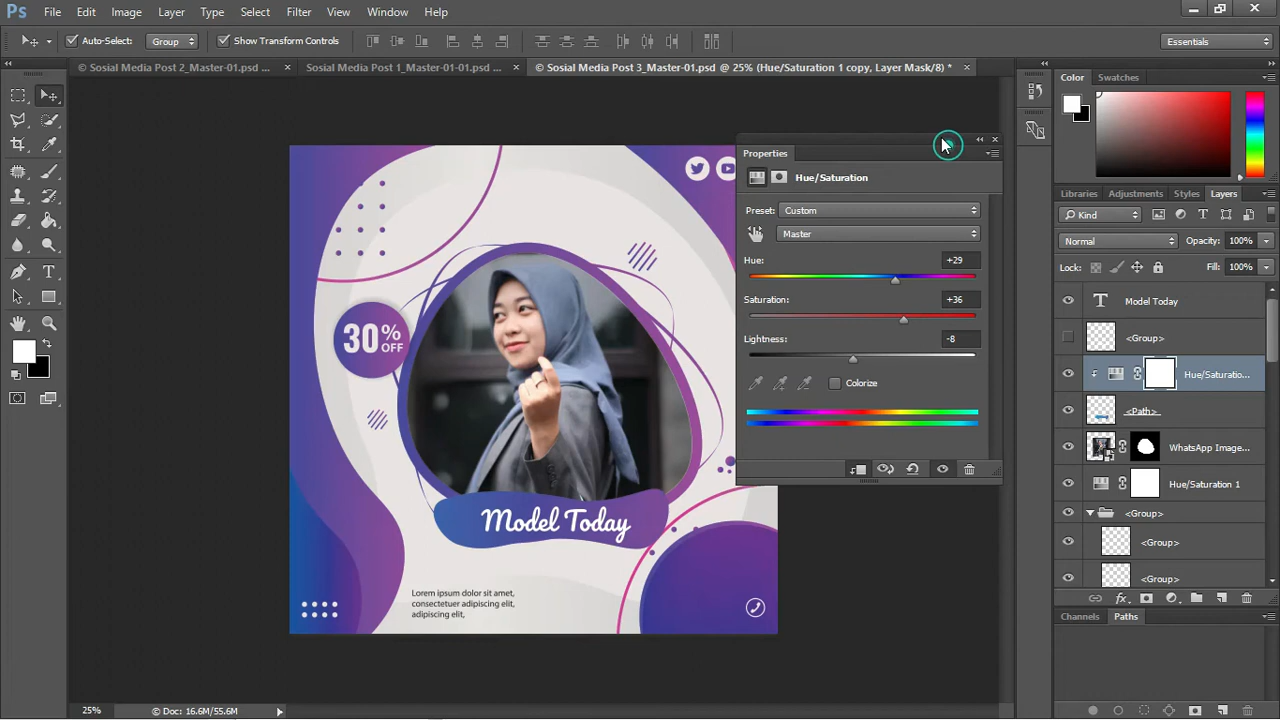 Ps File Edit Image Layer Type Select Filter View Window Help
Auto-Select: Group Show Transform Controls Essentials
© Sosial Media Post 2_Master-01.psd ... × Sosial Media Post 1_Master-01-01.psd ... × © Sosial Media Post 3_Master-01.psd @ 25% (Hue/Saturation 1 copy, Layer Mask/8) * ×
Color Swatches
Properties
Hue/Saturation
Preset: Custom
Master
Hue: +29
Saturation: +36
Lightness: -8
Colorize
30%
OFF
Model Today
Lorem ipsum dolor sit amet,
consectetuer adipiscing elit,
adipiscing elit,
Libraries Adjustments Styles Layers
Kind
Normal Opacity: 100%
Lock: Fill: 100%
Model Today
<Group>
Hue/Saturatio...
<Path>
WhatsApp Image...
Hue/Saturation 1
<Group>
<Group>
<Group>
Channels Paths
25% © Doc: 16.6M/55.6M